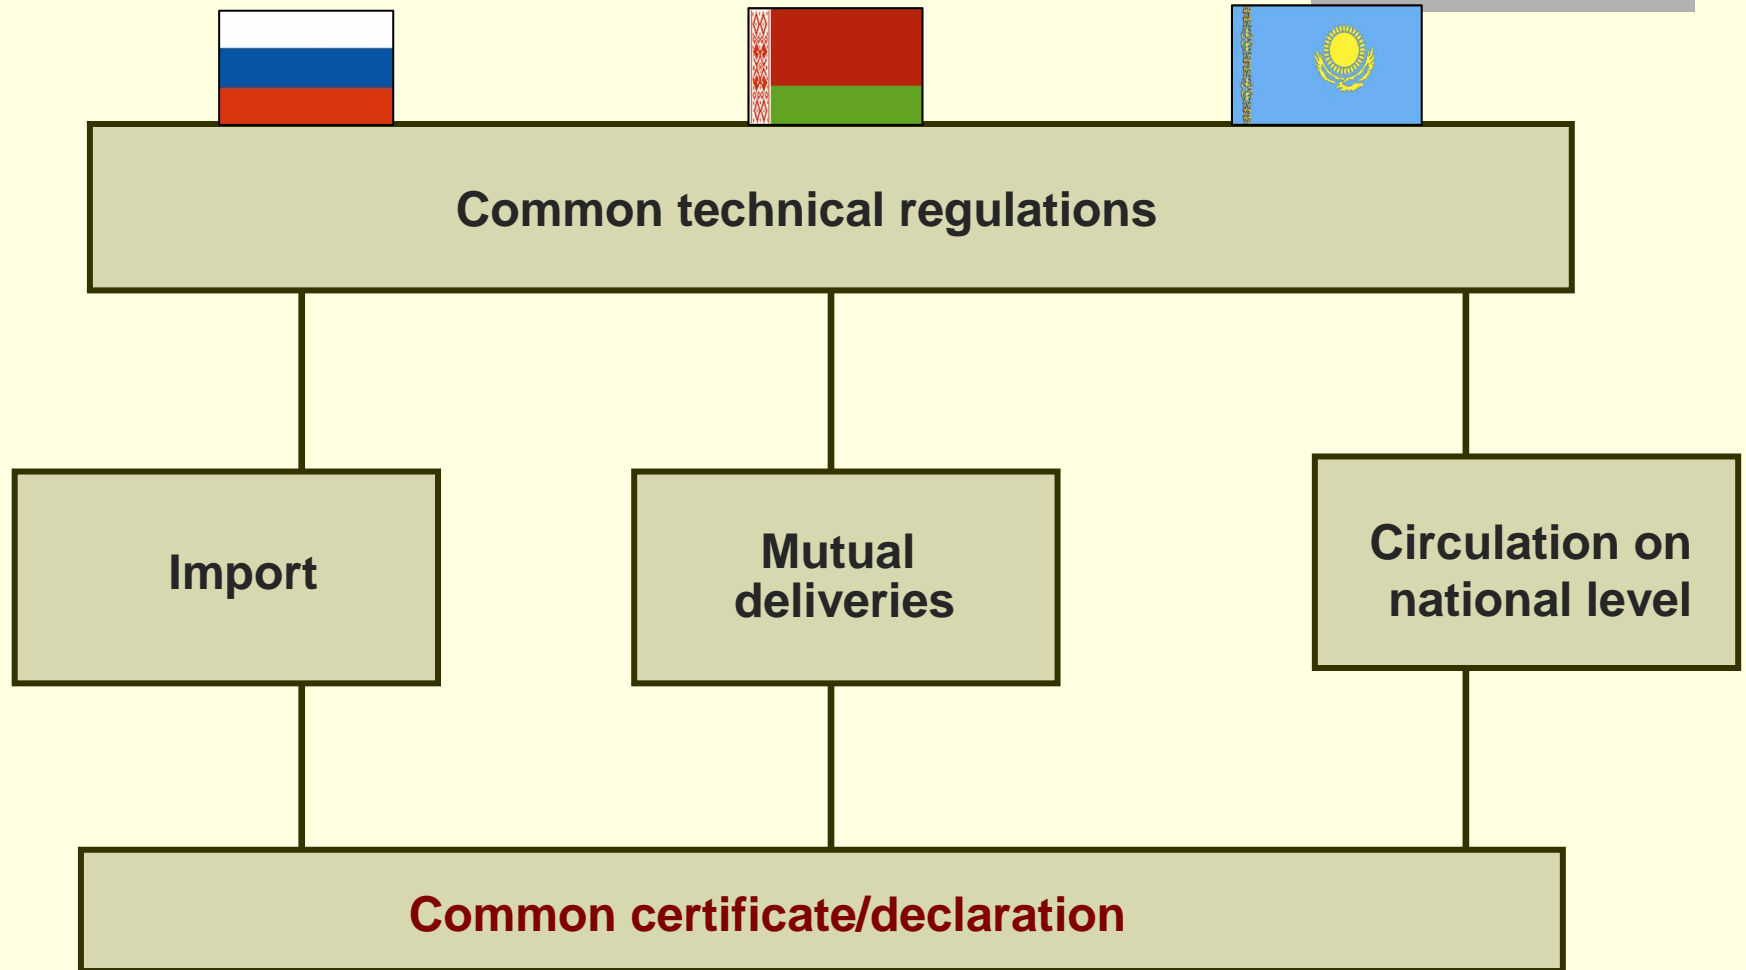 Common technical regulations
Import
Mutual
deliveries
Circulation on
national level
Common certificate/declaration